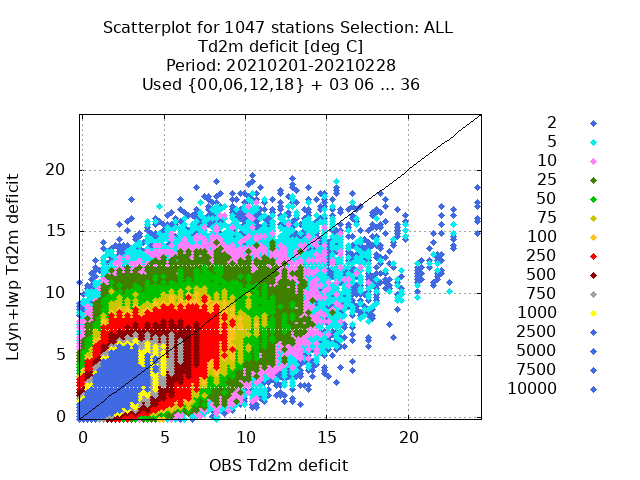 Scatterplot for 1047 stations Selection: ALL
Td2m deficit [deg C]
Period: 20210201-20210228
Used {00,06,12,18} + 03 06 ... 36
2
5
10
25
50
75
100
250
500
750
1000
2500
5000
7500
10000
20
15
10
5
0
Ldyn+lwp Td2m deficit
0 5 10 15 20
OBS Td2m deficit